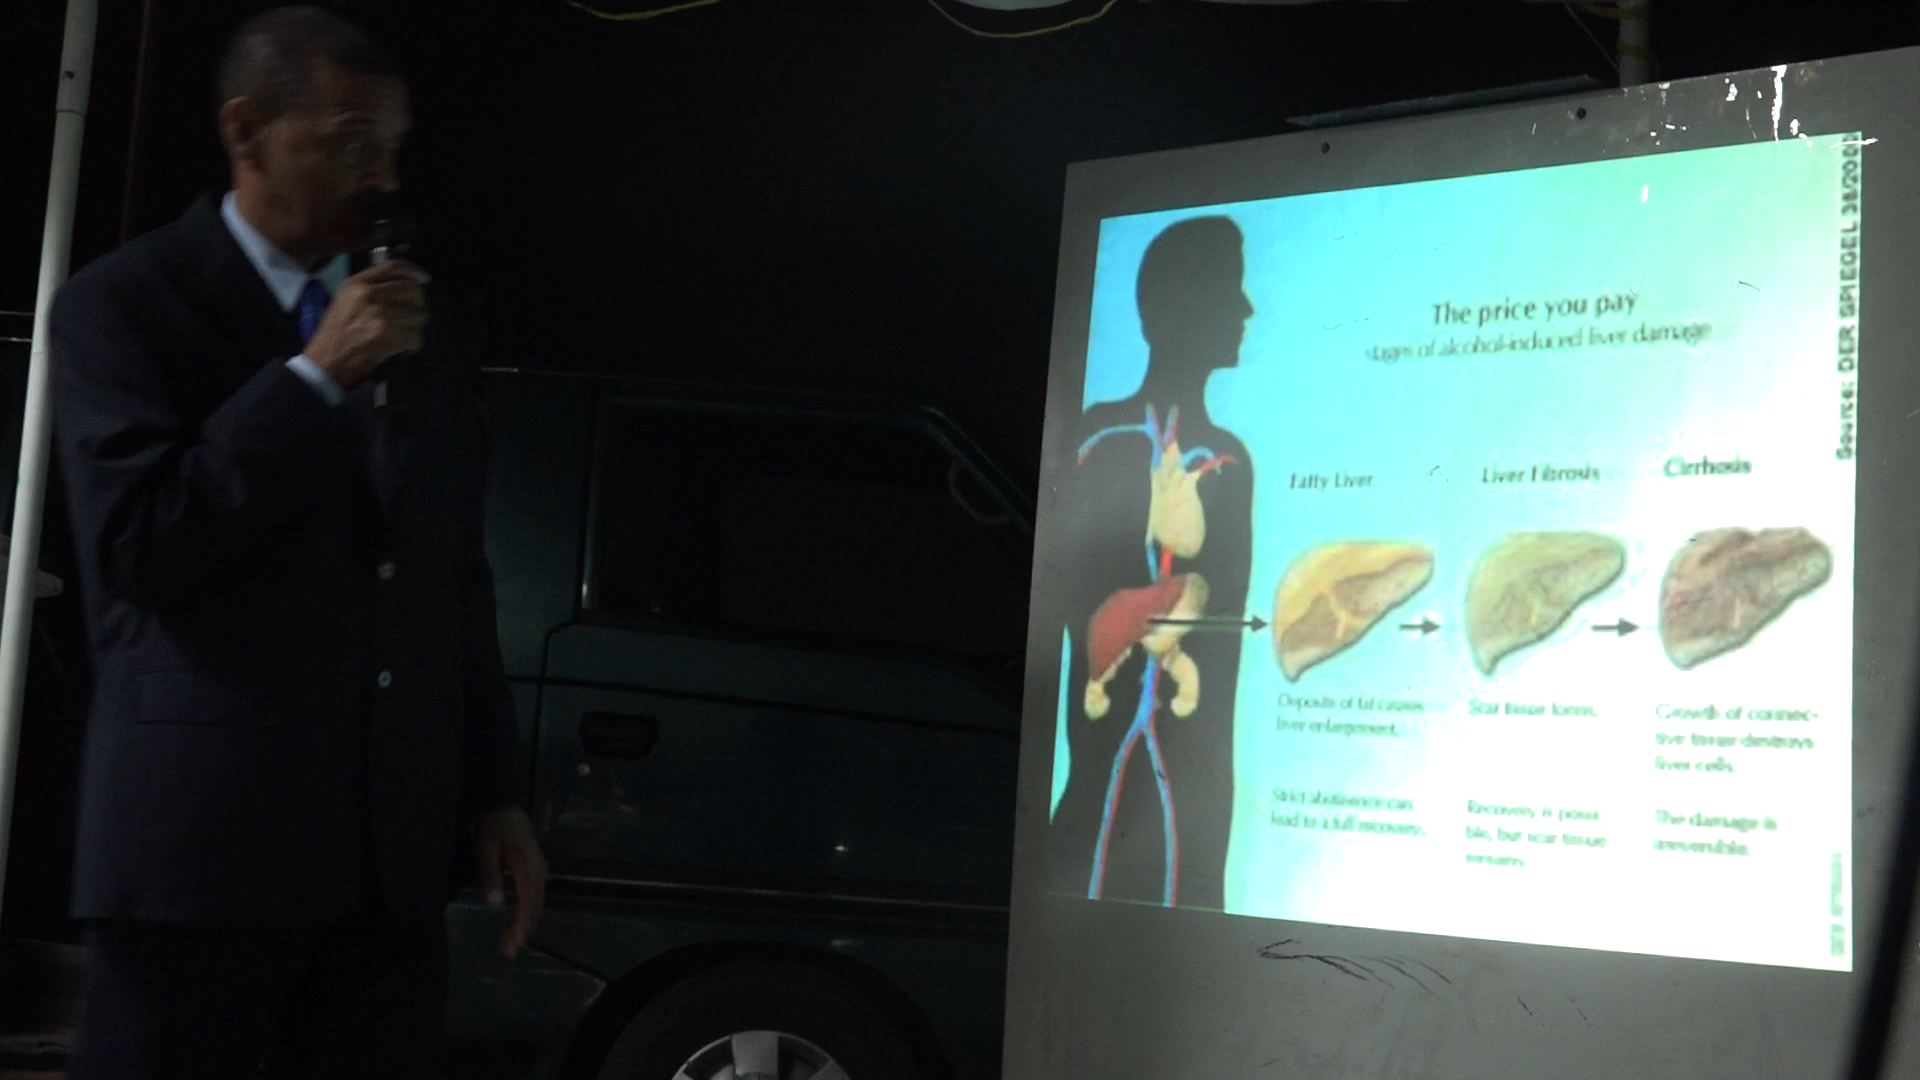 The price you pay
stages of alcohol-induced liver damage
Source: DER SPIEGEL 38/200
Fatty Liver
Liver Fibrosis
Cirrhosis
Deposits of fat causes
liver enlargement.
Strict abstinence can
lead to a full recovery.
Scar tissue forms.
Recovery is possi-
ble, but scar tissue
remains.
Growth of connec-
tive tissue destroys
liver cells.
The damage is
irreversible.